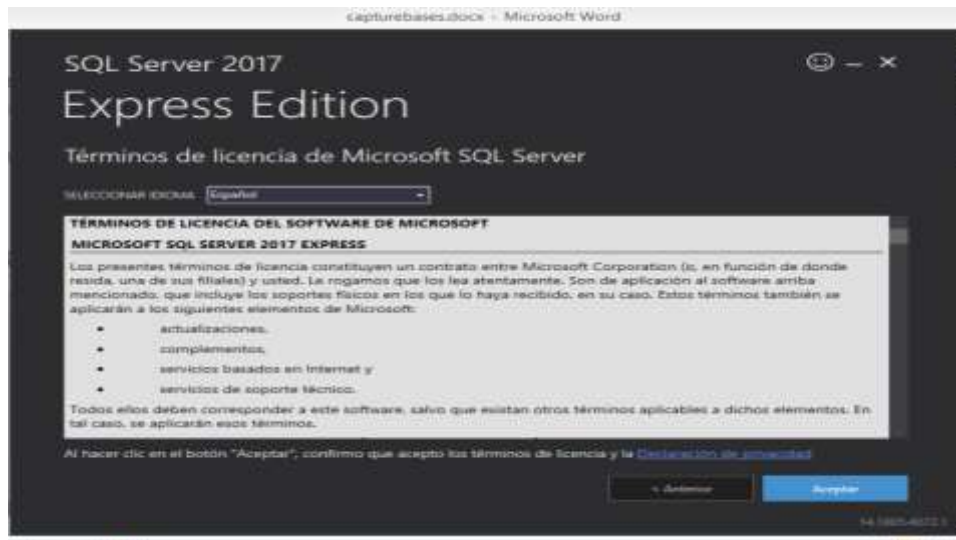 capturebases.docx - Microsoft Word
SQL Server 2017
Express Edition
Términos de licencia de Microsoft SQL Server
SELECCIONAR IDIOMA Español
TÉRMINOS DE LICENCIA DEL SOFTWARE DE MICROSOFT
MICROSOFT SQL SERVER 2017 EXPRESS
Los presentes términos de licencia constituyen un contrato entre Microsoft Corporation (o, en función de donde
resida, una de sus filiales) y usted. Le rogamos que los lea atentamente. Son de aplicación al software arriba
mencionado, que incluye los soportes físicos en los que lo haya recibido, en su caso. Estos términos también se
aplicarán a los siguientes elementos de Microsoft:
• actualizaciones,
• complementos,
• servicios basados en Internet y
• servicios de soporte técnico.
Todos ellos deben corresponder a este software, salvo que existan otros términos aplicables a dichos elementos. En
tal caso, se aplicarán esos términos.
Al hacer clic en el botón "Aceptar", confirmo que acepto los términos de licencia y la Declaración de privacidad
< Anterior
Aceptar